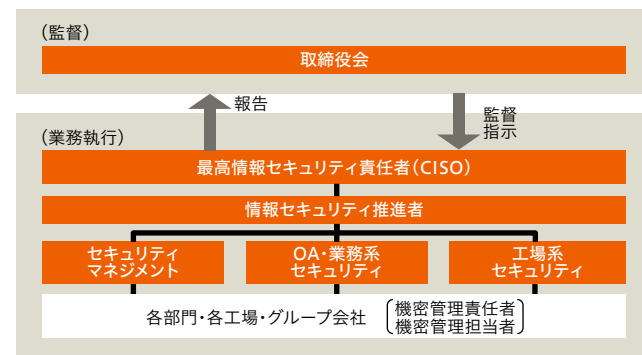 (監督)
取締役会
報告
監督
指示
(業務執行)
最高情報セキュリティ責任者(CISO)
情報セキュリティ推進者
セキュリティ
マネジメント
OA・業務系
セキュリティ
工場系
セキュリティ
各部門・各工場・グループ会社
機密管理責任者
機密管理担当者